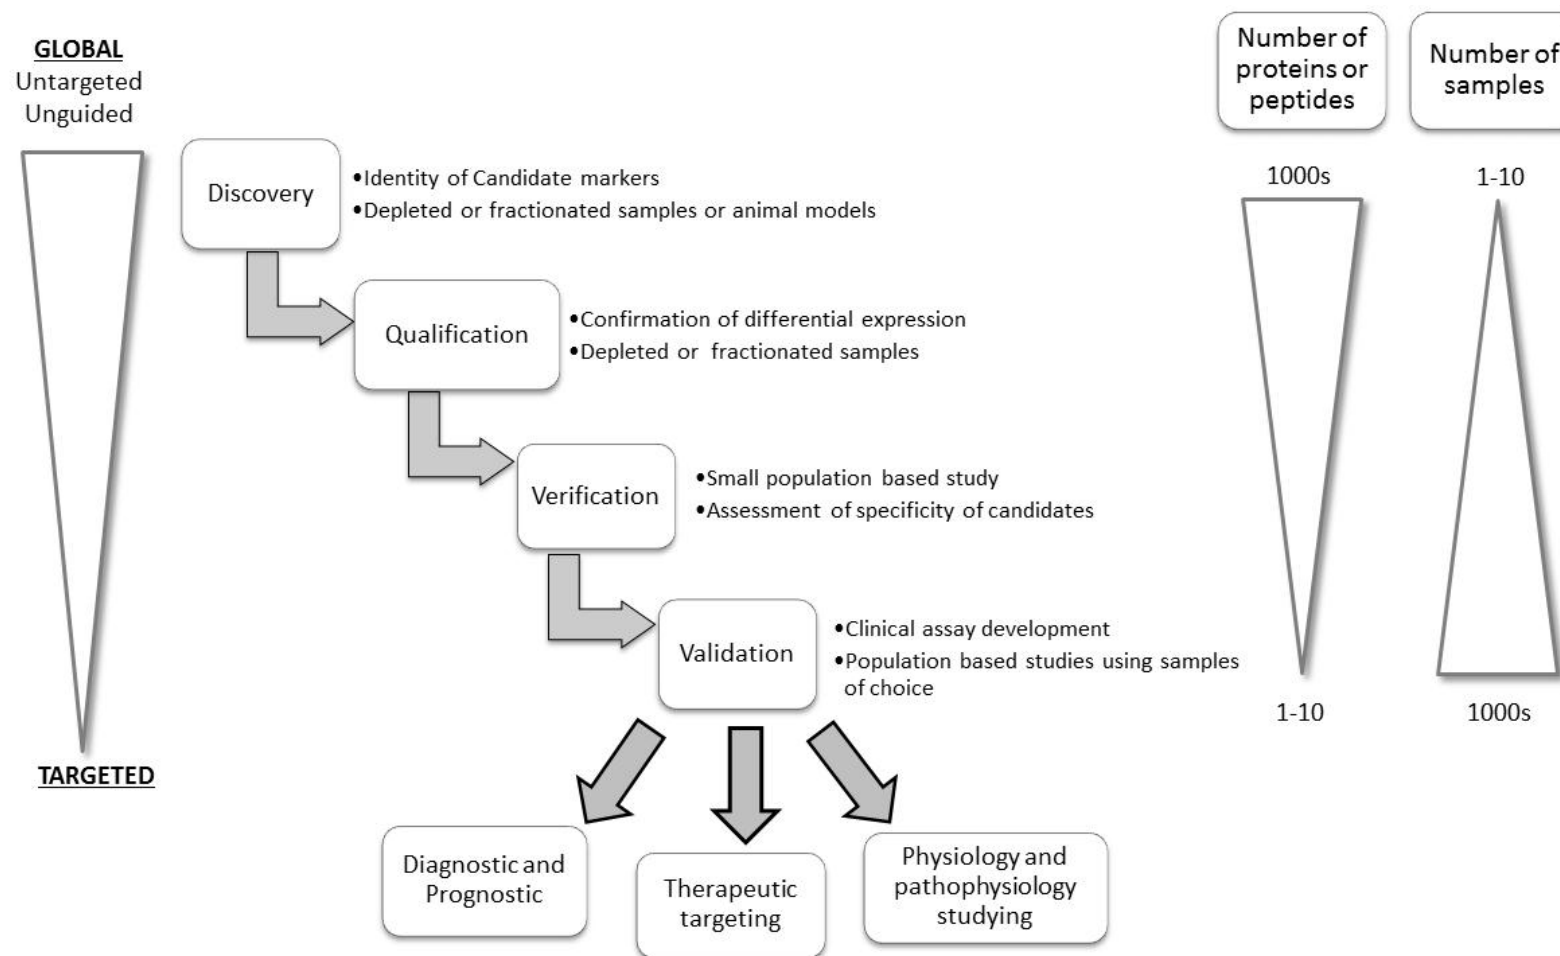 GLOBAL
Untargeted
Unguided
Number of
proteins or
peptides
Number of
samples
1000s
1-10
Discovery
•Identity of Candidate markers
•Depleted or fractionated samples or animal models
Qualification
•Confirmation of differential expression
•Depleted or fractionated samples
Verification
•Small population based study
•Assessment of specificity of candidates
Validation
•Clinical assay development
•Population based studies using samples
of choice
1-10
1000s
TARGETED
Diagnostic and
Prognostic
Therapeutic
targeting
Physiology and
pathophysiology
studying